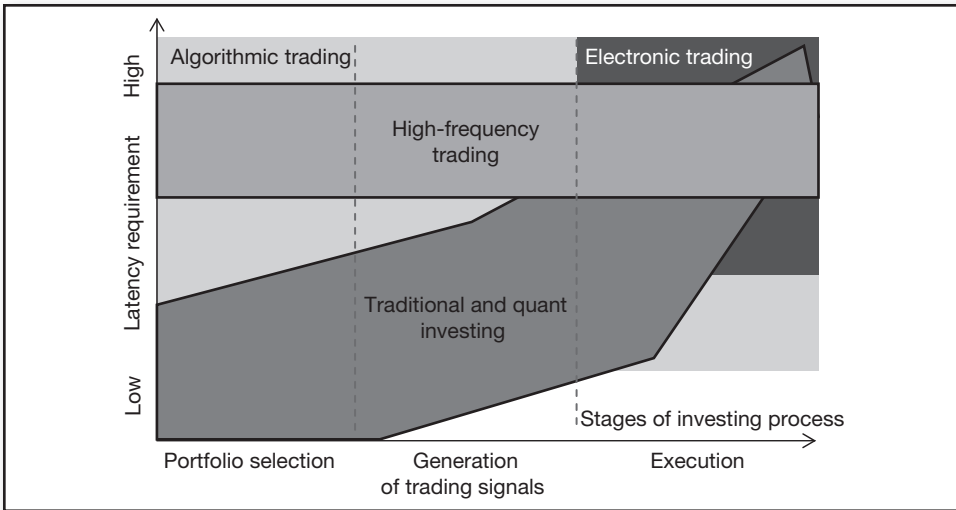 High
Latency requirement
Low
Algorithmic trading
Electronic trading
High-frequency
trading
Traditional and quant
investing
Stages of investing process
Portfolio selection
Generation
of trading signals
Execution